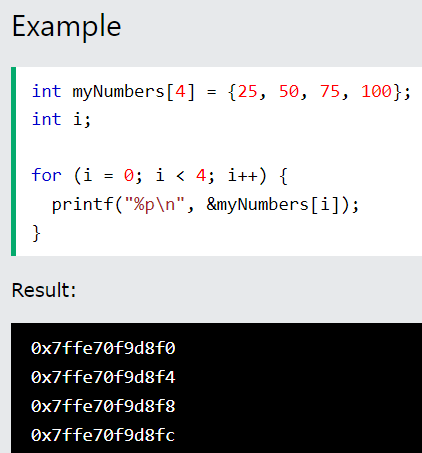 Example
int myNumbers[4] = {25, 50, 75, 100};
int i;
for (i = 0; i < 4; i++) {
  printf("%p\n", &myNumbers[i]);
}
Result:
0x7ffe70f9d8f0
0x7ffe70f9d8f4
0x7ffe70f9d8f8
0x7ffe70f9d8fc